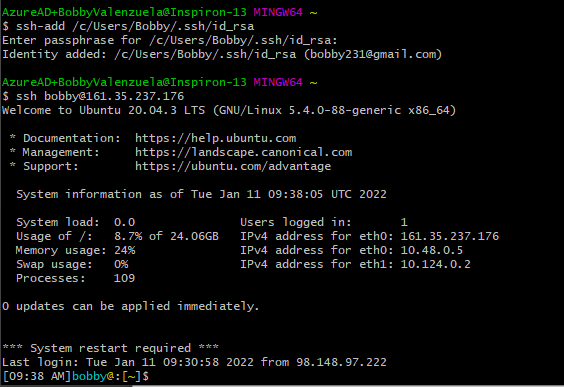 AzureAD+BobbyValenzuela@Inspiron-13 MINGW64 ~
$ ssh-add /c/Users/Bobby/.ssh/id_rsa
Enter passphrase for /c/Users/Bobby/.ssh/id_rsa:
Identity added: /c/Users/Bobby/.ssh/id_rsa (bobby231@gmail.com)
AzureAD+BobbyValenzuela@Inspiron-13 MINGW64 ~
$ ssh bobby@161.35.237.176
Welcome to Ubuntu 20.04.3 LTS (GNU/Linux 5.4.0-88-generic x86_64)
* Documentation:  https://help.ubuntu.com
* Management:     https://landscape.canonical.com
* Support:        https://ubuntu.com/advantage
System information as of Tue Jan 11 09:38:05 UTC 2022
System load:  0.0                Users logged in:       1
Usage of /:   8.7% of 24.06GB   IPv4 address for eth0: 161.35.237.176
Memory usage: 24%                IPv4 address for eth0: 10.48.0.5
Swap usage:   0%                 IPv4 address for eth1: 10.124.0.2
Processes:    109
0 updates can be applied immediately.
*** System restart required ***
Last login: Tue Jan 11 09:30:58 2022 from 98.148.97.222
[09:38 AM]bobby@:[~]$